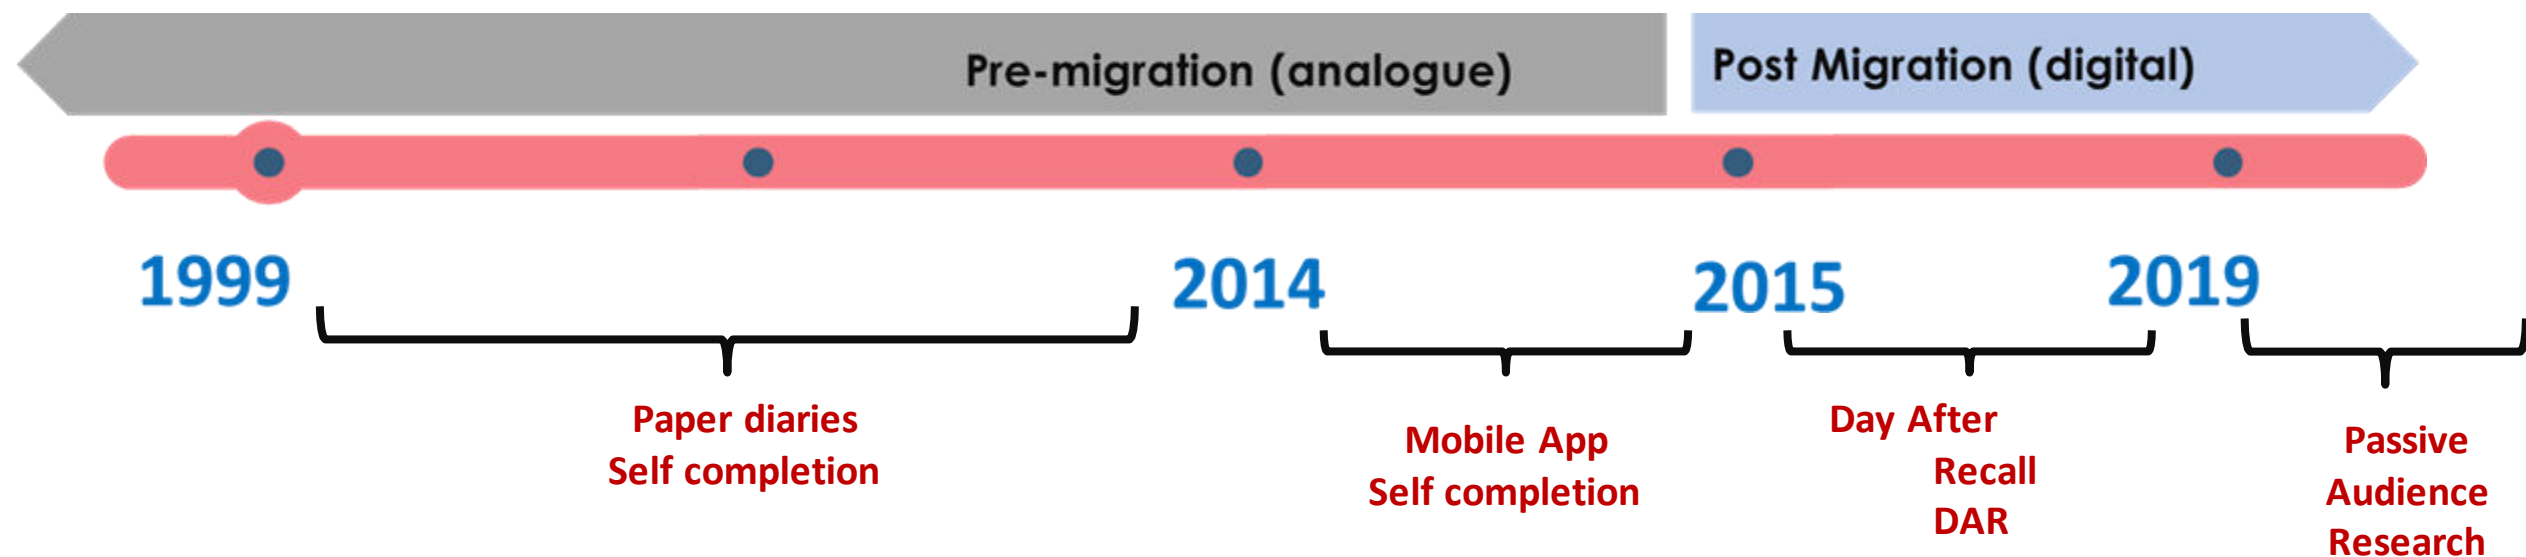 Pre-migration (analogue)
Post Migration (digital)
1999
2014
2015
2019
Paper diaries
Self completion
Mobile App
Self completion
Day After
Recall
DAR
Passive
Audience
Research